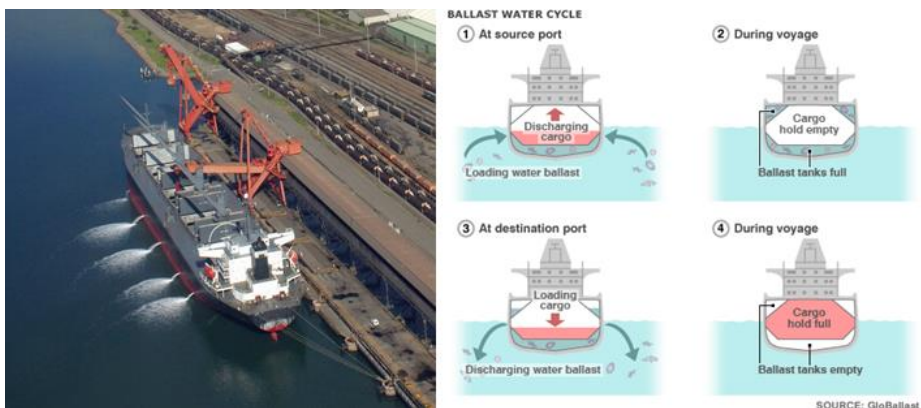 BALLAST WATER CYCLE
1 At source port
Discharging
cargo
Loading water ballast
2 During voyage
Cargo
hold empty
Ballast tanks full
3 At destination port
Loading
cargo
Discharging water ballast
4 During voyage
Cargo
hold full
Ballast tanks empty
SOURCE: GloBallast